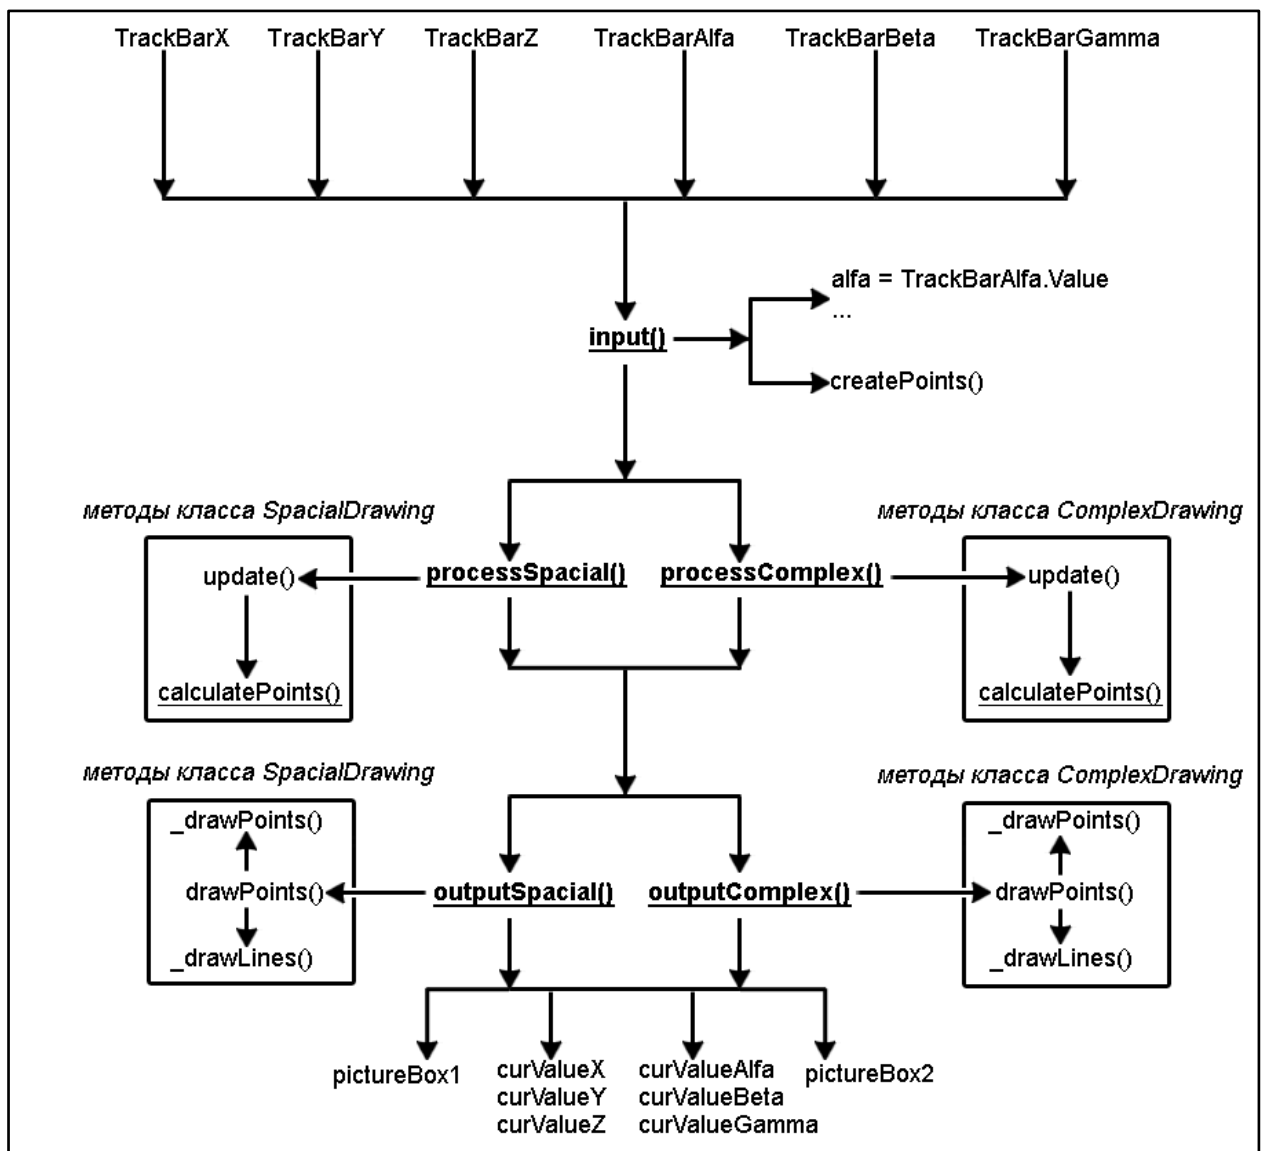 TrackBarX TrackBarY TrackBarZ TrackBarAlfa TrackBarBeta TrackBarGamma
alfa = TrackBarAlfa.Value
...
input()
createPoints()
методы класса SpacialDrawing
методы класса ComplexDrawing
update()
processSpacial()
processComplex()
update()
calculatePoints()
calculatePoints()
методы класса SpacialDrawing
методы класса ComplexDrawing
_drawPoints()
_drawPoints()
drawPoints()
outputSpacial()
outputComplex()
drawPoints()
_drawLines()
_drawLines()
pictureBox1
curValueX
curValueY
curValueZ
curValueAlfa
curValueBeta
curValueGamma
pictureBox2